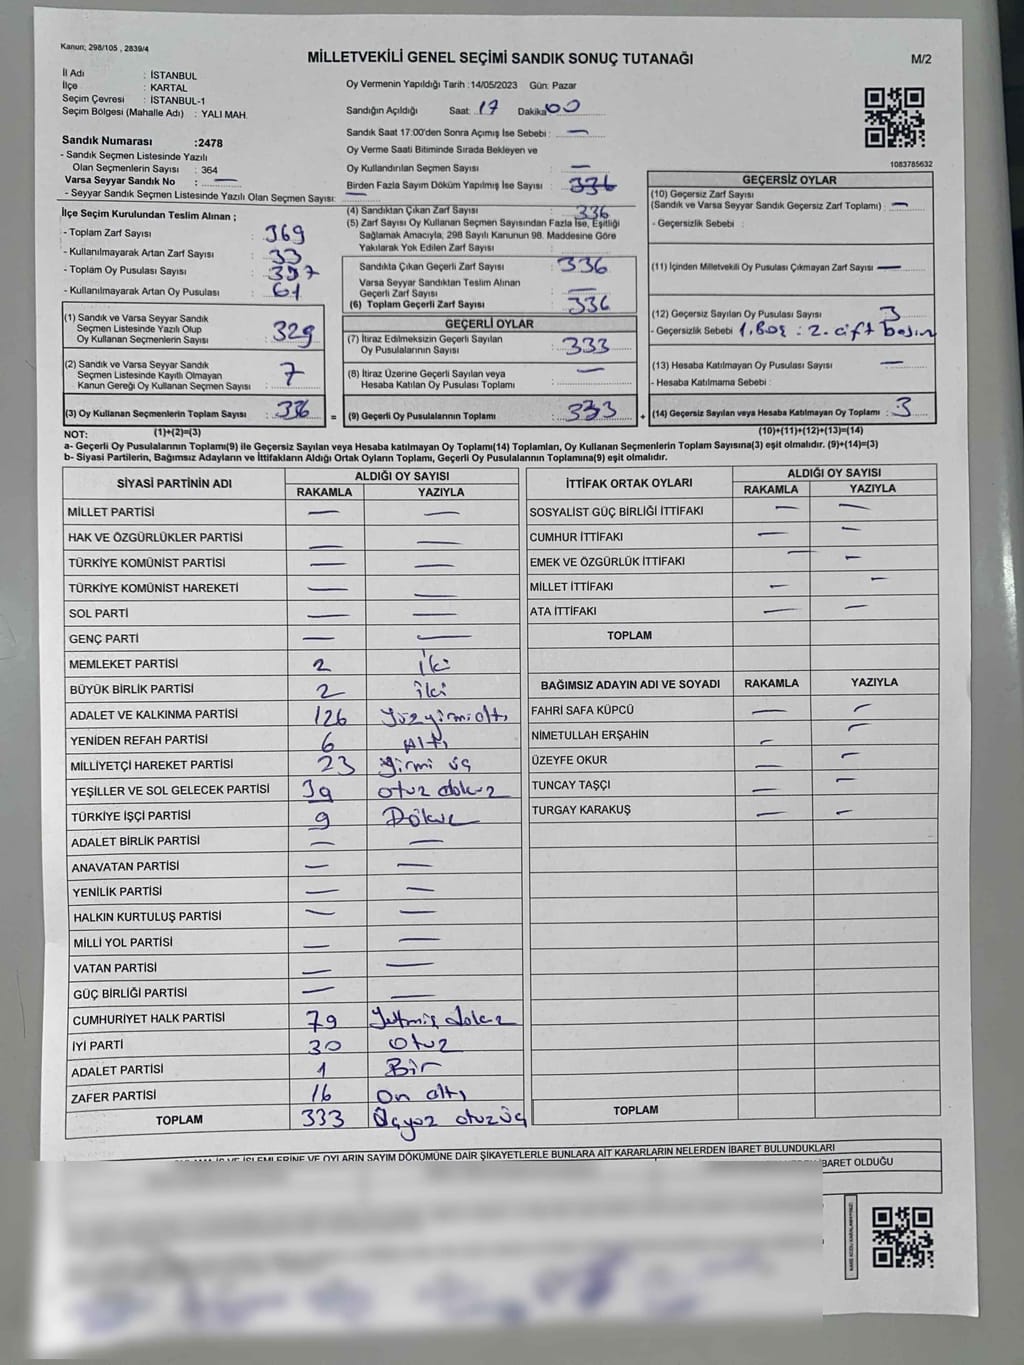 Kanun; 298/105 , 2839/4
MİLLETVEKİLİ GENEL SEÇİMİ SANDIK SONUÇ TUTANAĞI
M/2
İl Adı : İSTANBUL
İlçe : KARTAL
Seçim Çevresi : İSTANBUL-1
Seçim Bölgesi (Mahalle Adı) : YALI MAH.
Oy Vermenin Yapıldığı Tarih :14/05/2023 Gün: Pazar
Sandığın Açıldığı Saat: 17 Dakika 00
Sandık Saat 17:00'den Sonra Açımış İse Sebebi : —
Oy Verme Saati Bitiminde Sırada Bekleyen ve
Oy Kullandırılan Seçmen Sayısı —
Birden Fazla Sayım Döküm Yapılmış İse Sayısı : 336
1083785632
Sandık Numarası :2478
- Sandık Seçmen Listesinde Yazılı
Olan Seçmenlerin Sayısı : 364
Varsa Seyyar Sandık No : —
- Seyyar Sandık Seçmen Listesinde Yazılı Olan Seçmen Sayısı: —
İlçe Seçim Kurulundan Teslim Alınan ;
- Toplam Zarf Sayısı : 369
- Kullanılmayarak Artan Zarf Sayısı : 33
- Toplam Oy Pusulası Sayısı : 397
- Kullanılmayarak Artan Oy Pusulası : 61
(1) Sandık ve Varsa Seyyar Sandık
Seçmen Listesinde Yazılı Olup
Oy Kullanan Seçmenlerin Sayısı : 329
(2) Sandık ve Varsa Seyyar Sandık
Seçmen Listesinde Kayıtlı Olmayan
Kanun Gereği Oy Kullanan Seçmen Sayısı : 7
(3) Oy Kullanan Seçmenlerin Toplam Sayısı : 336 =
(1)+(2)=(3)
(4) Sandıktan Çıkan Zarf Sayısı : 336
(5) Zarf Sayısı Oy Kullanan Seçmen Sayısından Fazla İse, Eşitliği
Sağlamak Amacıyla, 298 Sayılı Kanunun 98. Maddesine Göre
Yakılarak Yok Edilen Zarf Sayısı :
Sandıkta Çıkan Geçerli Zarf Sayısı : 336
Varsa Seyyar Sandıktan Teslim Alınan
Geçerli Zarf Sayısı : —
(6) Toplam Geçerli Zarf Sayısı : 336
GEÇERLİ OYLAR
(7) İtiraz Edilmeksizin Geçerli Sayılan
Oy Pusulalarının Sayısı : 333
(8) İtiraz Üzerine Geçerli Sayılan veya
Hesaba Katılan Oy Pusulası Toplamı : —
(9) Geçerli Oy Pusulalarının Toplamı : 333 +
GEÇERSİZ OYLAR
(10) Geçersiz Zarf Sayısı
(Sandık ve Varsa Seyyar Sandık Geçersiz Zarf Toplamı) : —
- Geçersizlik Sebebi :
(11) İçinden Milletvekili Oy Pusulası Çıkmayan Zarf Sayısı : —
(12) Geçersiz Sayılan Oy Pusulası Sayısı : 3
- Geçersizlik Sebebi 1. Boş : 2. çift basım
(13) Hesaba Katılmayan Oy Pusulası Sayısı : —
- Hesaba Katılmama Sebebi :
(14) Geçersiz Sayılan veya Hesaba Katılmayan Oy Toplamı : 3
(10)+(11)+(12)+(13)=(14)
NOT:
a- Geçerli Oy Pusulalarının Toplamı(9) ile Geçersiz Sayılan veya Hesaba katılmayan Oy Toplamı(14) Toplamları, Oy Kullanan Seçmenlerin Toplam Sayısına(3) eşit olmalıdır. (9)+(14)=(3)
b- Siyasi Partilerin, Bağımsız Adayların ve İttifakların Aldığı Ortak Oyların Toplamı, Geçerli Oy Pusulalarının Toplamına(9) eşit olmalıdır.
SİYASİ PARTİNİN ADI ALDIĞI OY SAYISI
RAKAMLA YAZIYLA
MİLLET PARTİSİ — —
HAK VE ÖZGÜRLÜKLER PARTİSİ — —
TÜRKİYE KOMÜNİST PARTİSİ — —
TÜRKİYE KOMÜNİST HAREKETİ — —
SOL PARTİ — —
GENÇ PARTİ — —
MEMLEKET PARTİSİ 2 iki
BÜYÜK BİRLİK PARTİSİ 2 iki
ADALET VE KALKINMA PARTİSİ 126 Yüzyirmialtı
YENİDEN REFAH PARTİSİ 6 Altı
MİLLİYETÇİ HAREKET PARTİSİ 23 Yirmi üç
YEŞİLLER VE SOL GELECEK PARTİSİ 39 otuz dokuz
TÜRKİYE İŞÇİ PARTİSİ 9 Dokuz
ADALET BİRLİK PARTİSİ — —
ANAVATAN PARTİSİ — —
YENİLİK PARTİSİ — —
HALKIN KURTULUŞ PARTİSİ — —
MİLLİ YOL PARTİSİ — —
VATAN PARTİSİ — —
GÜÇ BİRLİĞİ PARTİSİ — —
CUMHURİYET HALK PARTİSİ 79 Yetmiş dokuz
İYİ PARTİ 30 Otuz
ADALET PARTİSİ 1 Bir
ZAFER PARTİSİ 16 On altı
TOPLAM 333 Üçyüz otuzüç
İTTİFAK ORTAK OYLARI ALDIĞI OY SAYISI
RAKAMLA YAZIYLA
SOSYALİST GÜÇ BİRLİĞİ İTTİFAKI — —
CUMHUR İTTİFAKI — —
EMEK VE ÖZGÜRLÜK İTTİFAKI — —
MİLLET İTTİFAKI — —
ATA İTTİFAKI — —
TOPLAM
BAĞIMSIZ ADAYIN ADI VE SOYADI RAKAMLA YAZIYLA
FAHRİ SAFA KÜPCÜ — —
NİMETULLAH ERŞAHİN — —
ÜZEYFE OKUR — —
TUNCAY TAŞÇI — —
TURGAY KARAKUŞ — —
TOPLAM
İŞLEMLERİNE VE OYLARIN SAYIM DÖKÜMÜNE DAİR ŞİKAYETLERLE BUNLARA AİT KARARLARIN NELERDEN İBARET BULUNDUKLARI
İBARET OLDUĞU